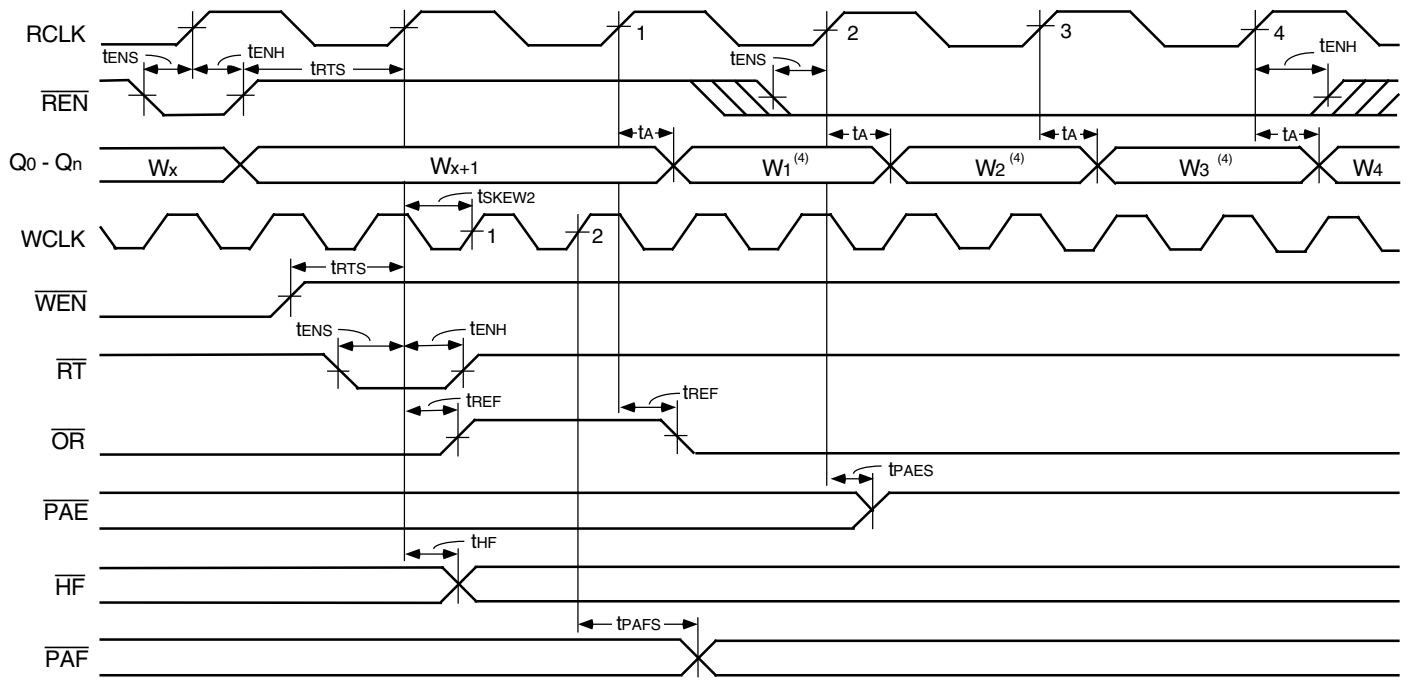 RCLK 1 2 3 4
tENS tENH tRTS tENS tENH
REN
tA tA tA tA
Q0 - Qn Wx Wx+1 W1 (4) W2 (4) W3 (4) W4
tSKEW2
WCLK 1 2
tRTS
WEN
tENS tENH
RT
tREF tREF
OR
tPAES
PAE
tHF
HF
tPAFS
PAF